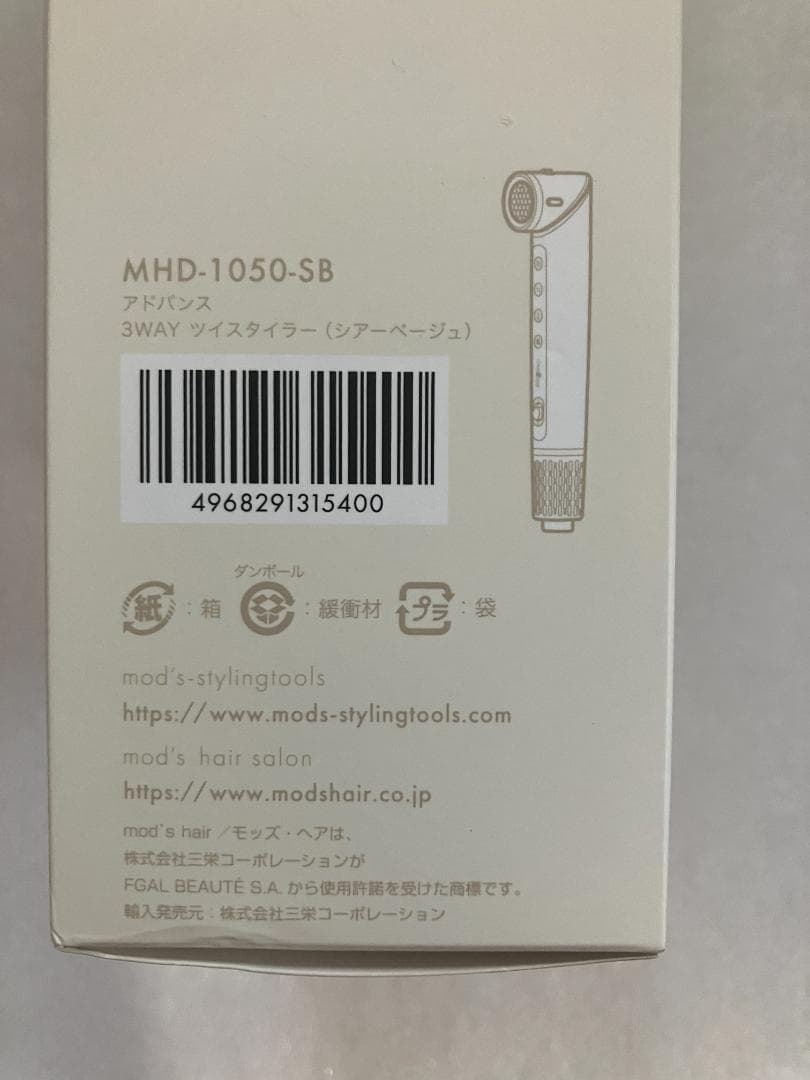 MHD-1050-SB
アドバンス
3WAY ツイスタイラー（シアーベージュ）
4968291315400
ダンボール
紙：箱 ：緩衝材 プラ：袋
mod's-stylingtools
https://www.mods-stylingtools.com
mod's hair salon
https://www.modshair.co.jp
mod's hair／モッズ・ヘアは、
株式会社三栄コーポレーションが
FGAL BEAUTÉ S.A. から使用許諾を受けた商標です。
輸入発売元：株式会社三栄コーポレーション